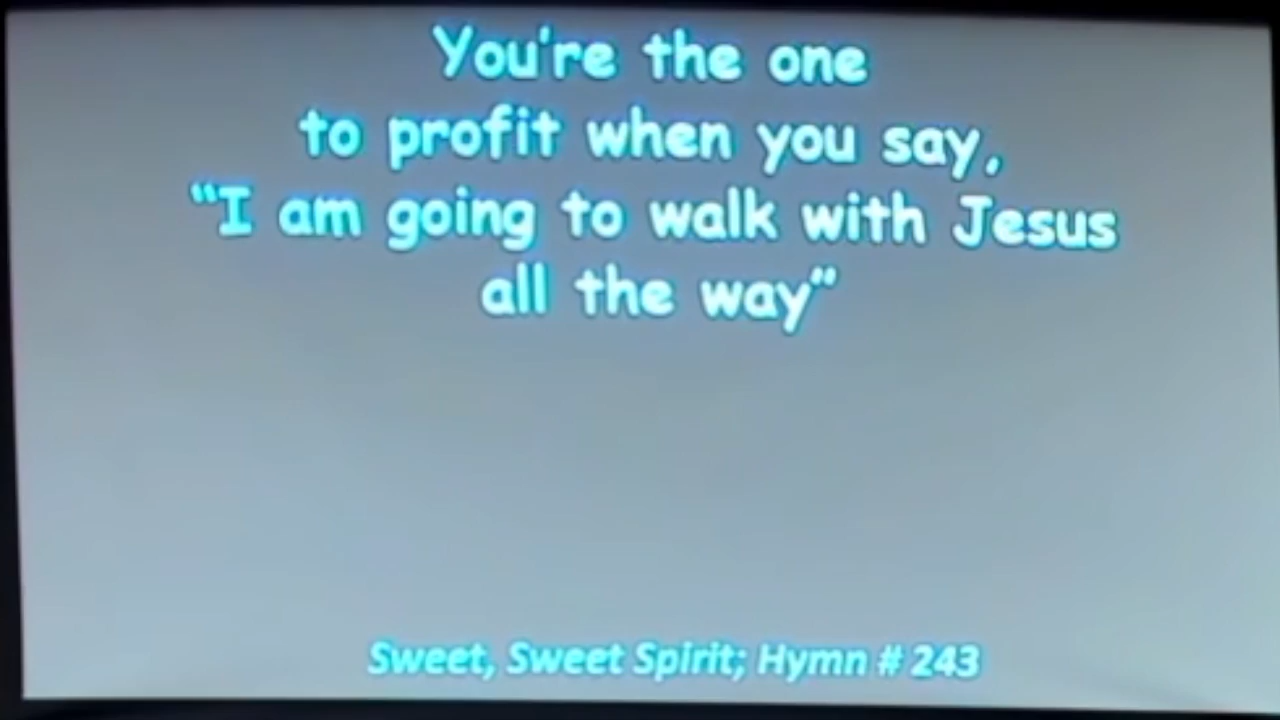 You're the one
to profit when you say,
“I am going to walk with Jesus
all the way”
Sweet, Sweet Spirit; Hymn # 243